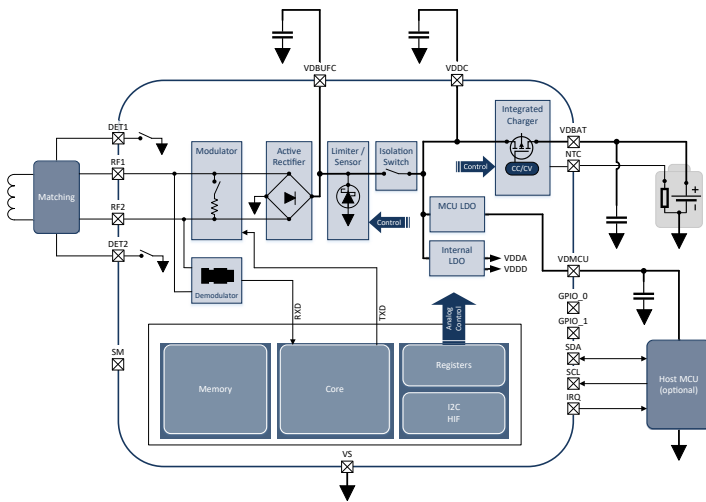 VDBUFC
VDDC
DET1
RF1
Matching
RF2
DET2
SM
Modulator
Active
Rectifier
Limiter /
Sensor
Isolation
Switch
Integrated
Charger
CC/CV
Control
Control
VDBAT
NTC
+
–
MCU LDO
Internal
LDO
VDDA
VDDD
VDMCU
Demodulator
RXD
TXD
Analog
Control
GPIO_0
GPIO_1
SDA
SCL
IRQ
Host MCU
(optional)
Memory
Core
Registers
I2C
HIF
VS